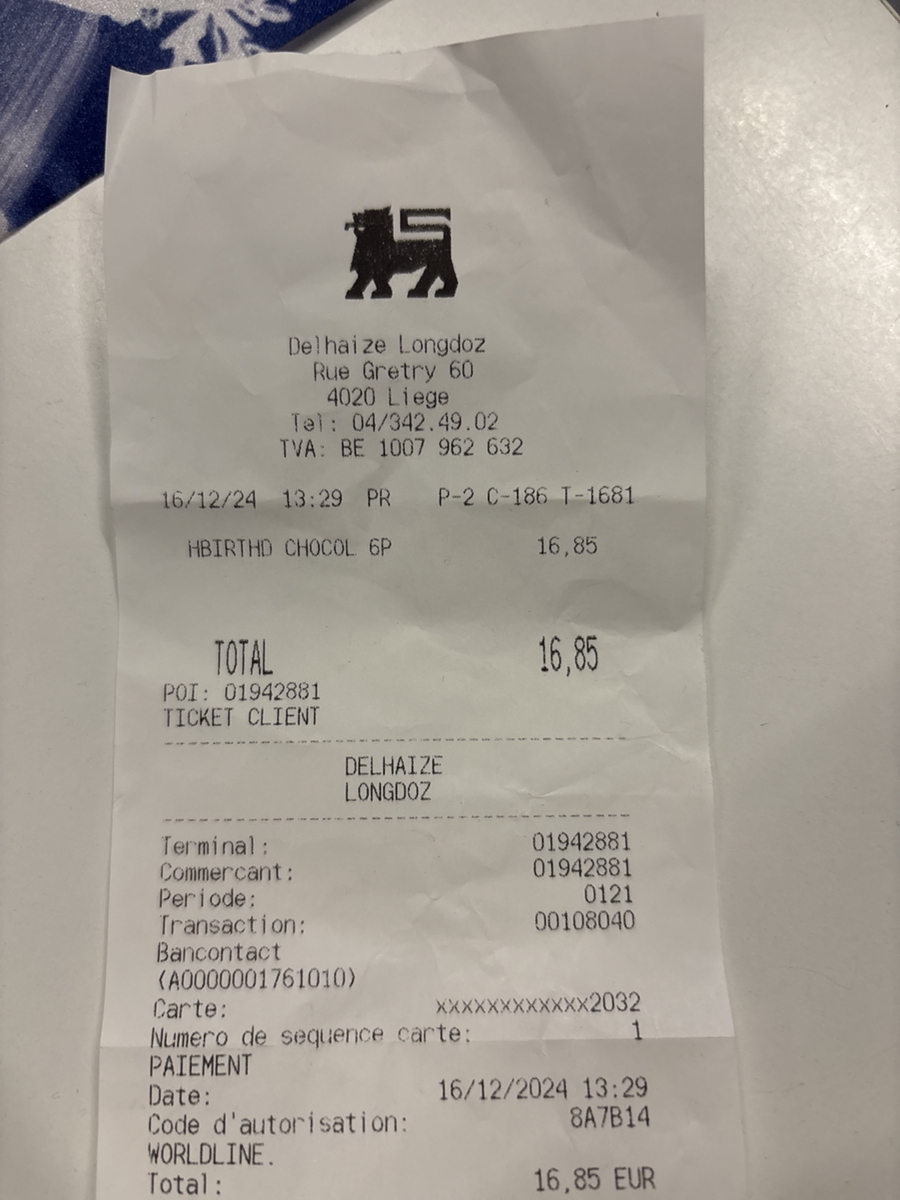 Delhaize Longdoz
Rue Gretry 60
4020 Liege
Tel: 04/342.49.02
TVA: BE 1007 962 632
16/12/24 13:29 PR P-2 C-186 T-1681
HBIRTHD CHOCOL 6P 16,85
TOTAL 16,85
POI: 01942881
TICKET CLIENT
DELHAIZE
LONGDOZ
Terminal: 01942881
Commercant: 01942881
Periode: 0121
Transaction: 00108040
Bancontact
(A0000001761010)
Carte: xxxxxxxxxxxx2032
Numero de sequence carte: 1
PAIEMENT
Date: 16/12/2024 13:29
Code d'autorisation: 8A7B14
WORLDLINE.
Total: 16,85 EUR